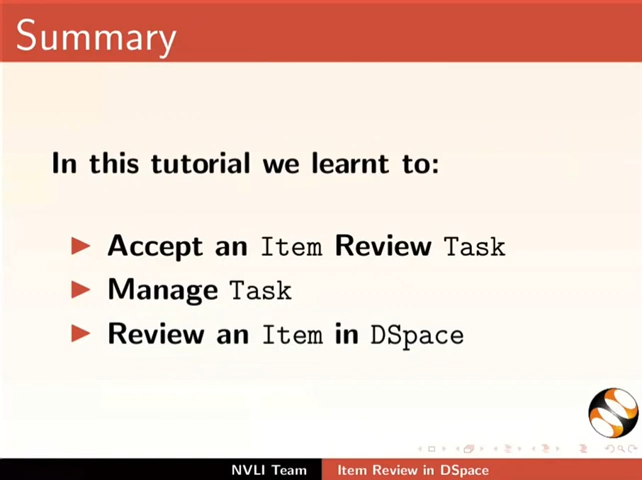 Summary
In this tutorial we learnt to:
Accept an Item Review Task
Manage Task
Review an Item in DSpace
NVLI Team Item Review in DSpace